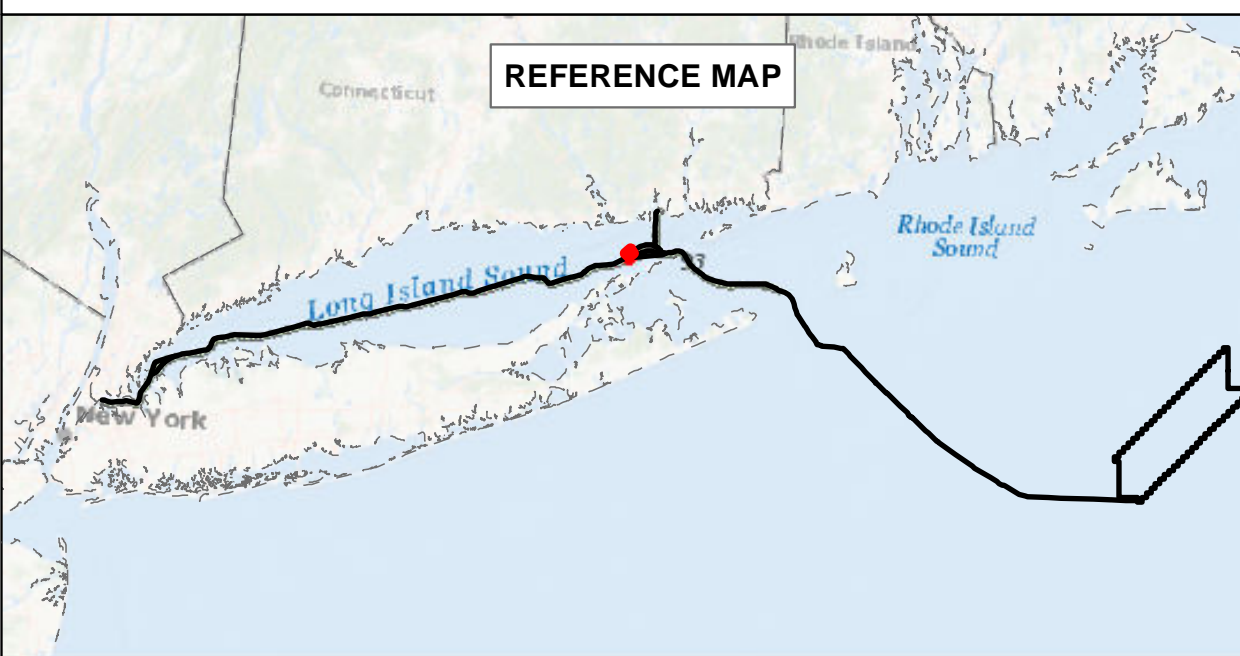 Rhode Island
REFERENCE MAP
Connecticut
Rhode Island
Sound
Long Island Sound
New York